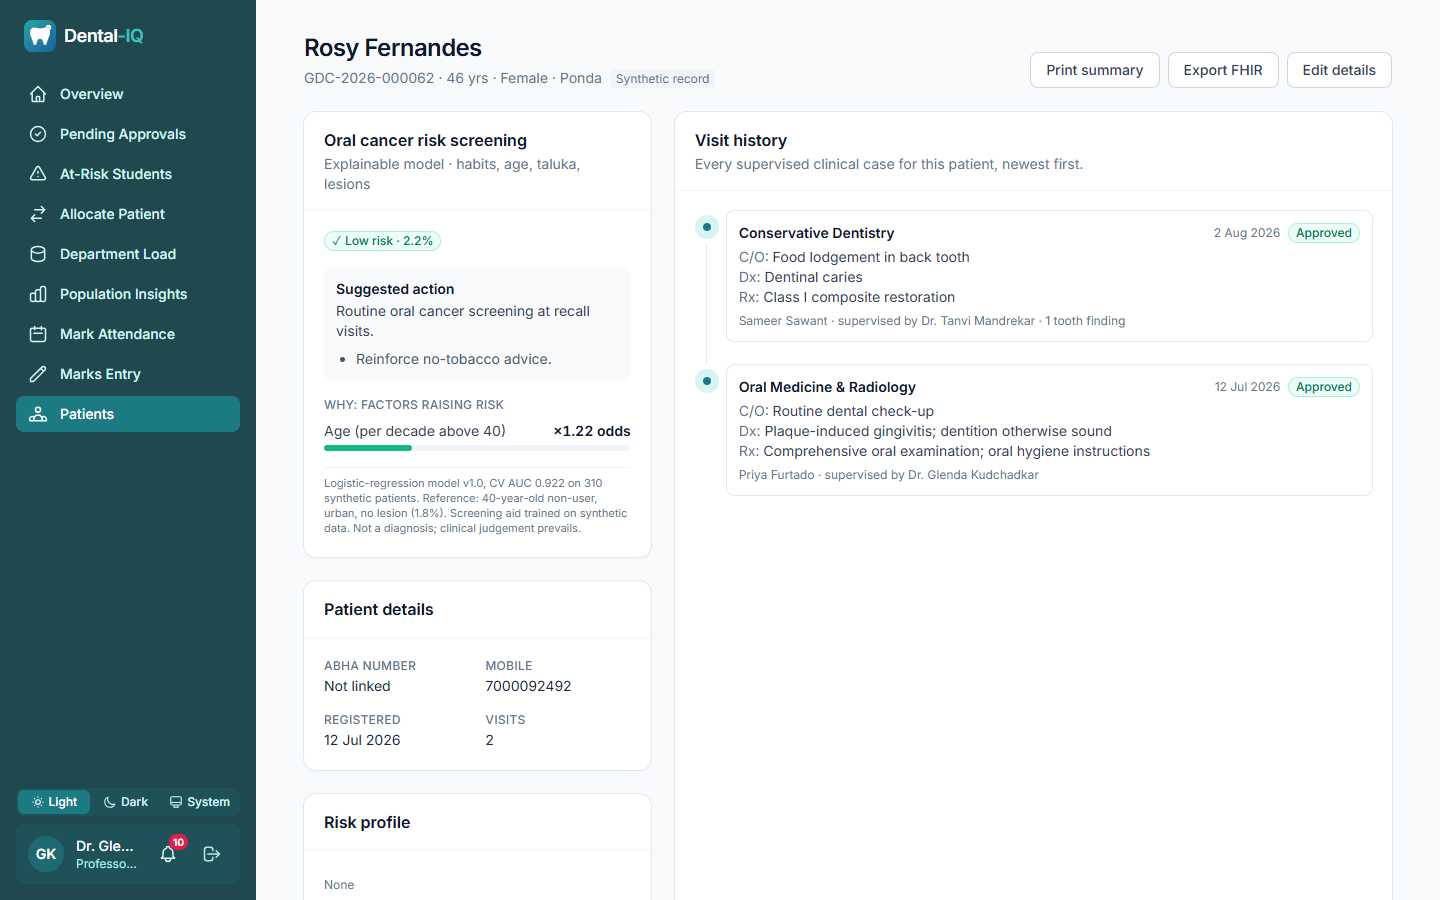 Dental-IQ
Overview
Pending Approvals
At-Risk Students
Allocate Patient
Department Load
Population Insights
Mark Attendance
Marks Entry
Patients
Light
Dark
System
GK
Dr. Gle...
Professo...
10
Rosy Fernandes
GDC-2026-000062 · 46 yrs · Female · Ponda
Synthetic record
Print summary
Export FHIR
Edit details
Oral cancer risk screening
Explainable model · habits, age, taluka,
lesions
✓ Low risk · 2.2%
Suggested action
Routine oral cancer screening at recall
visits.
• Reinforce no-tobacco advice.
WHY: FACTORS RAISING RISK
Age (per decade above 40) ×1.22 odds
Logistic-regression model v1.0, CV AUC 0.922 on 310
synthetic patients. Reference: 40-year-old non-user,
urban, no lesion (1.8%). Screening aid trained on synthetic
data. Not a diagnosis; clinical judgement prevails.
Patient details
ABHA NUMBER
Not linked
MOBILE
7000092492
REGISTERED
12 Jul 2026
VISITS
2
Risk profile
None
Visit history
Every supervised clinical case for this patient, newest first.
Conservative Dentistry
2 Aug 2026 Approved
C/O: Food lodgement in back tooth
Dx: Dentinal caries
Rx: Class I composite restoration
Sameer Sawant · supervised by Dr. Tanvi Mandrekar · 1 tooth finding
Oral Medicine & Radiology
12 Jul 2026 Approved
C/O: Routine dental check-up
Dx: Plaque-induced gingivitis; dentition otherwise sound
Rx: Comprehensive oral examination; oral hygiene instructions
Priya Furtado · supervised by Dr. Glenda Kudchadkar